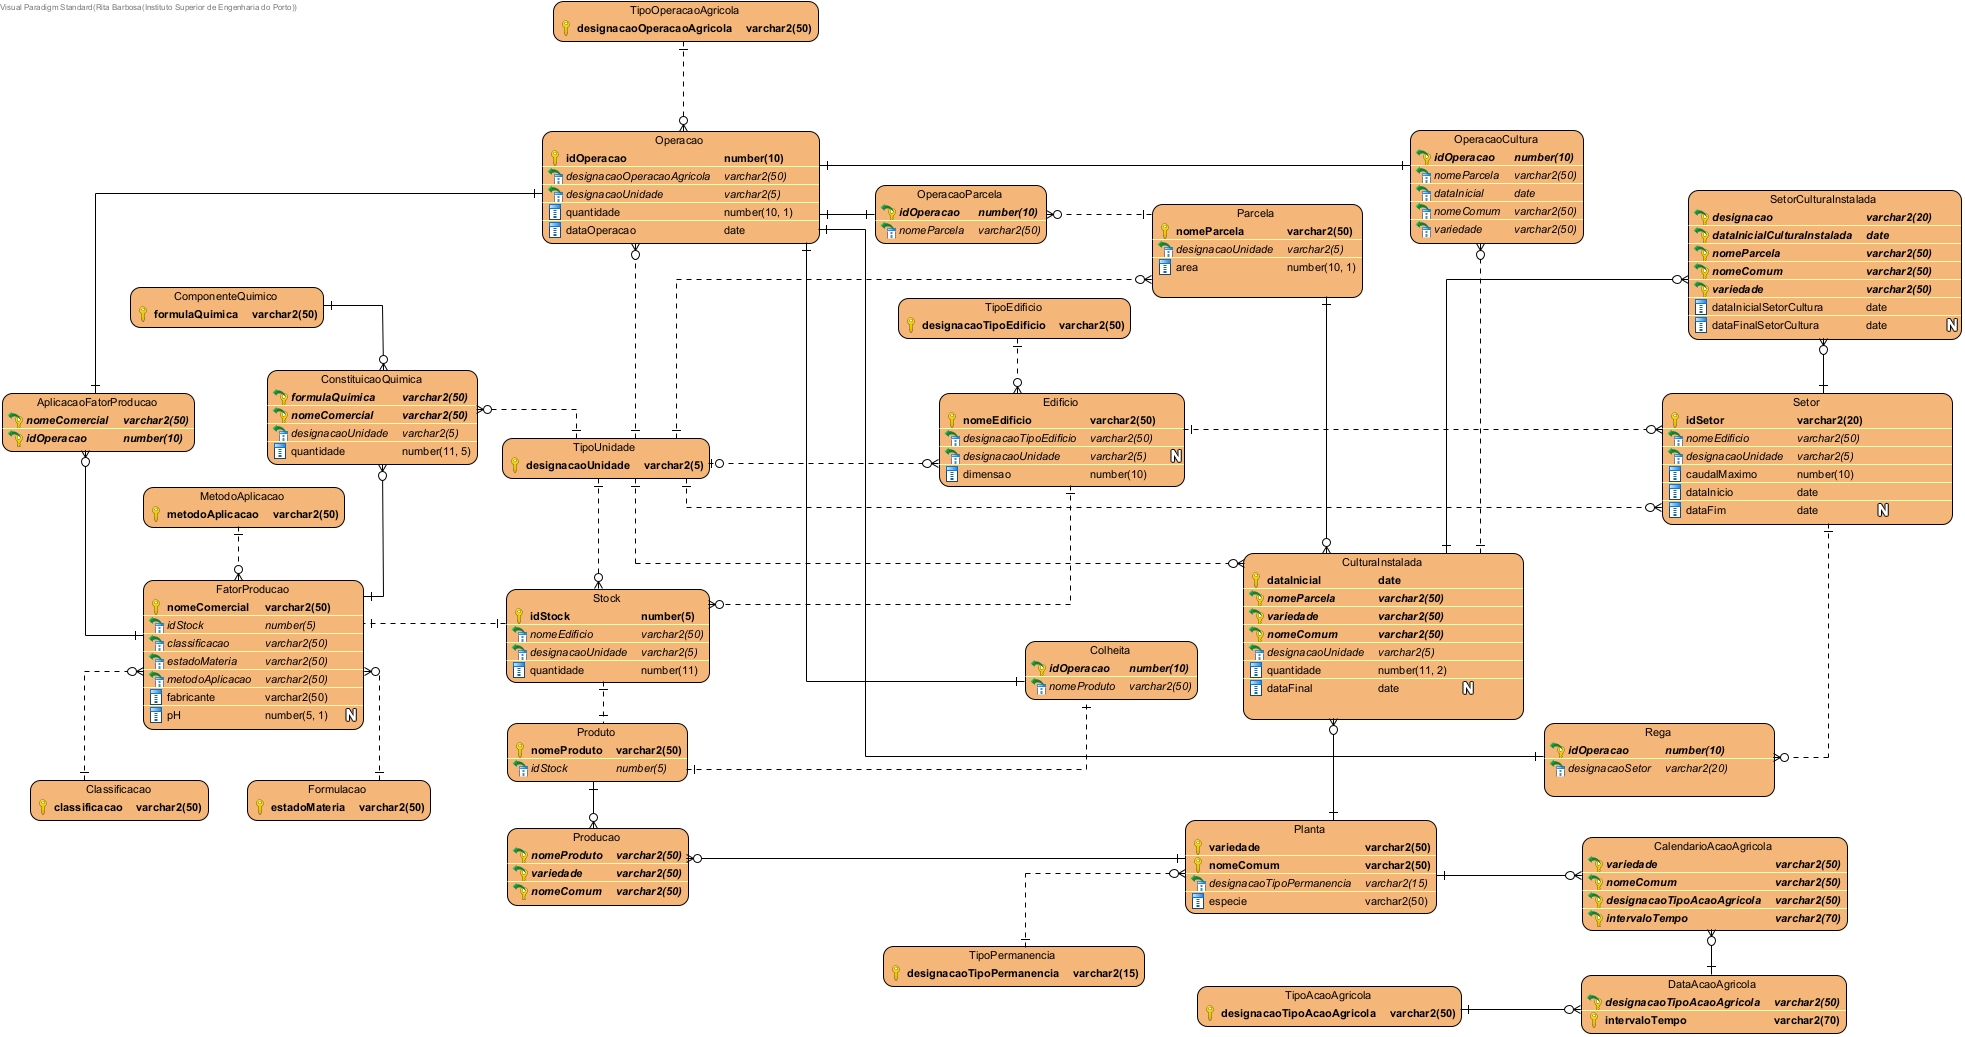 Visual Paradigm Standard(Rita Barbosa(Instituto Superior de Engenharia do Porto))
TipoOperacaoAgricola
designacaoOperacaoAgricola varchar2(50)
Operacao
idOperacao number(10)
designacaoOperacaoAgricola varchar2(50)
designacaoUnidade varchar2(5)
quantidade number(10, 1)
dataOperacao date
OperacaoCultura
idOperacao number(10)
nomeParcela varchar2(50)
dataInicial date
nomeComum varchar2(50)
variedade varchar2(50)
OperacaoParcela
idOperacao number(10)
nomeParcela varchar2(50)
Parcela
nomeParcela varchar2(50)
designacaoUnidade varchar2(5)
area number(10, 1)
SetorCulturaInstalada
designacao varchar2(20)
dataInicialCulturaInstalada date
nomeParcela varchar2(50)
nomeComum varchar2(50)
variedade varchar2(50)
dataInicialSetorCultura date
dataFinalSetorCultura date N
ComponenteQuimico
formulaQuimica varchar2(50)
TipoEdificio
designacaoTipoEdificio varchar2(50)
ConstituicaoQuimica
formulaQuimica varchar2(50)
nomeComercial varchar2(50)
designacaoUnidade varchar2(5)
quantidade number(11, 5)
AplicacaoFatorProducao
nomeComercial varchar2(50)
idOperacao number(10)
Edificio
nomeEdificio varchar2(50)
designacaoTipoEdificio varchar2(50)
designacaoUnidade varchar2(5) N
dimensao number(10)
Setor
idSetor varchar2(20)
nomeEdificio varchar2(50)
designacaoUnidade varchar2(5)
caudalMaximo number(10)
dataInicio date
dataFim date N
TipoUnidade
designacaoUnidade varchar2(5)
MetodoAplicacao
metodoAplicacao varchar2(50)
FatorProducao
nomeComercial varchar2(50)
idStock number(5)
classificacao varchar2(50)
estadoMateria varchar2(50)
metodoAplicacao varchar2(50)
fabricante varchar2(50)
pH number(5, 1) N
Stock
idStock number(5)
nomeEdificio varchar2(50)
designacaoUnidade varchar2(5)
quantidade number(11)
CulturaInstalada
dataInicial date
nomeParcela varchar2(50)
variedade varchar2(50)
nomeComum varchar2(50)
designacaoUnidade varchar2(5)
quantidade number(11, 2)
dataFinal date N
Colheita
idOperacao number(10)
nomeProduto varchar2(50)
Produto
nomeProduto varchar2(50)
idStock number(5)
Rega
idOperacao number(10)
designacaoSetor varchar2(20)
Classificacao
classificacao varchar2(50)
Formulacao
estadoMateria varchar2(50)
Producao
nomeProduto varchar2(50)
variedade varchar2(50)
nomeComum varchar2(50)
Planta
variedade varchar2(50)
nomeComum varchar2(50)
designacaoTipoPermanencia varchar2(15)
especie varchar2(50)
CalendarioAcaoAgricola
variedade varchar2(50)
nomeComum varchar2(50)
designacaoTipoAcaoAgricola varchar2(50)
intervaloTempo varchar2(70)
TipoPermanencia
designacaoTipoPermanencia varchar2(15)
TipoAcaoAgricola
designacaoTipoAcaoAgricola varchar2(50)
DataAcaoAgricola
designacaoTipoAcaoAgricola varchar2(50)
intervaloTempo varchar2(70)